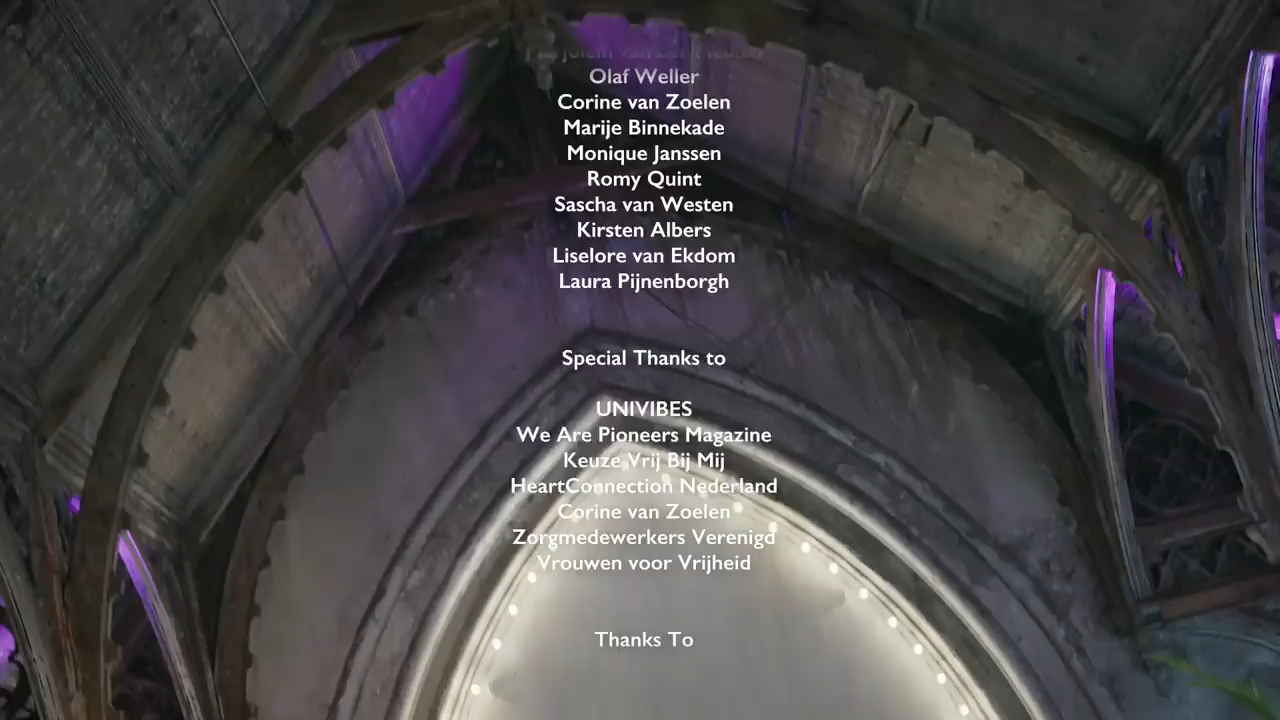 Olaf Weller
Corine van Zoelen
Marije Binnekade
Monique Janssen
Romy Quint
Sascha van Westen
Kirsten Albers
Liselore van Ekdom
Laura Pijnenborgh
Special Thanks to
UNIVIBES
We Are Pioneers Magazine
Keuze Vrij Bij Mij
HeartConnection Nederland
Corine van Zoelen
Zorgmedewerkers Verenigd
Vrouwen voor Vrijheid
Thanks To